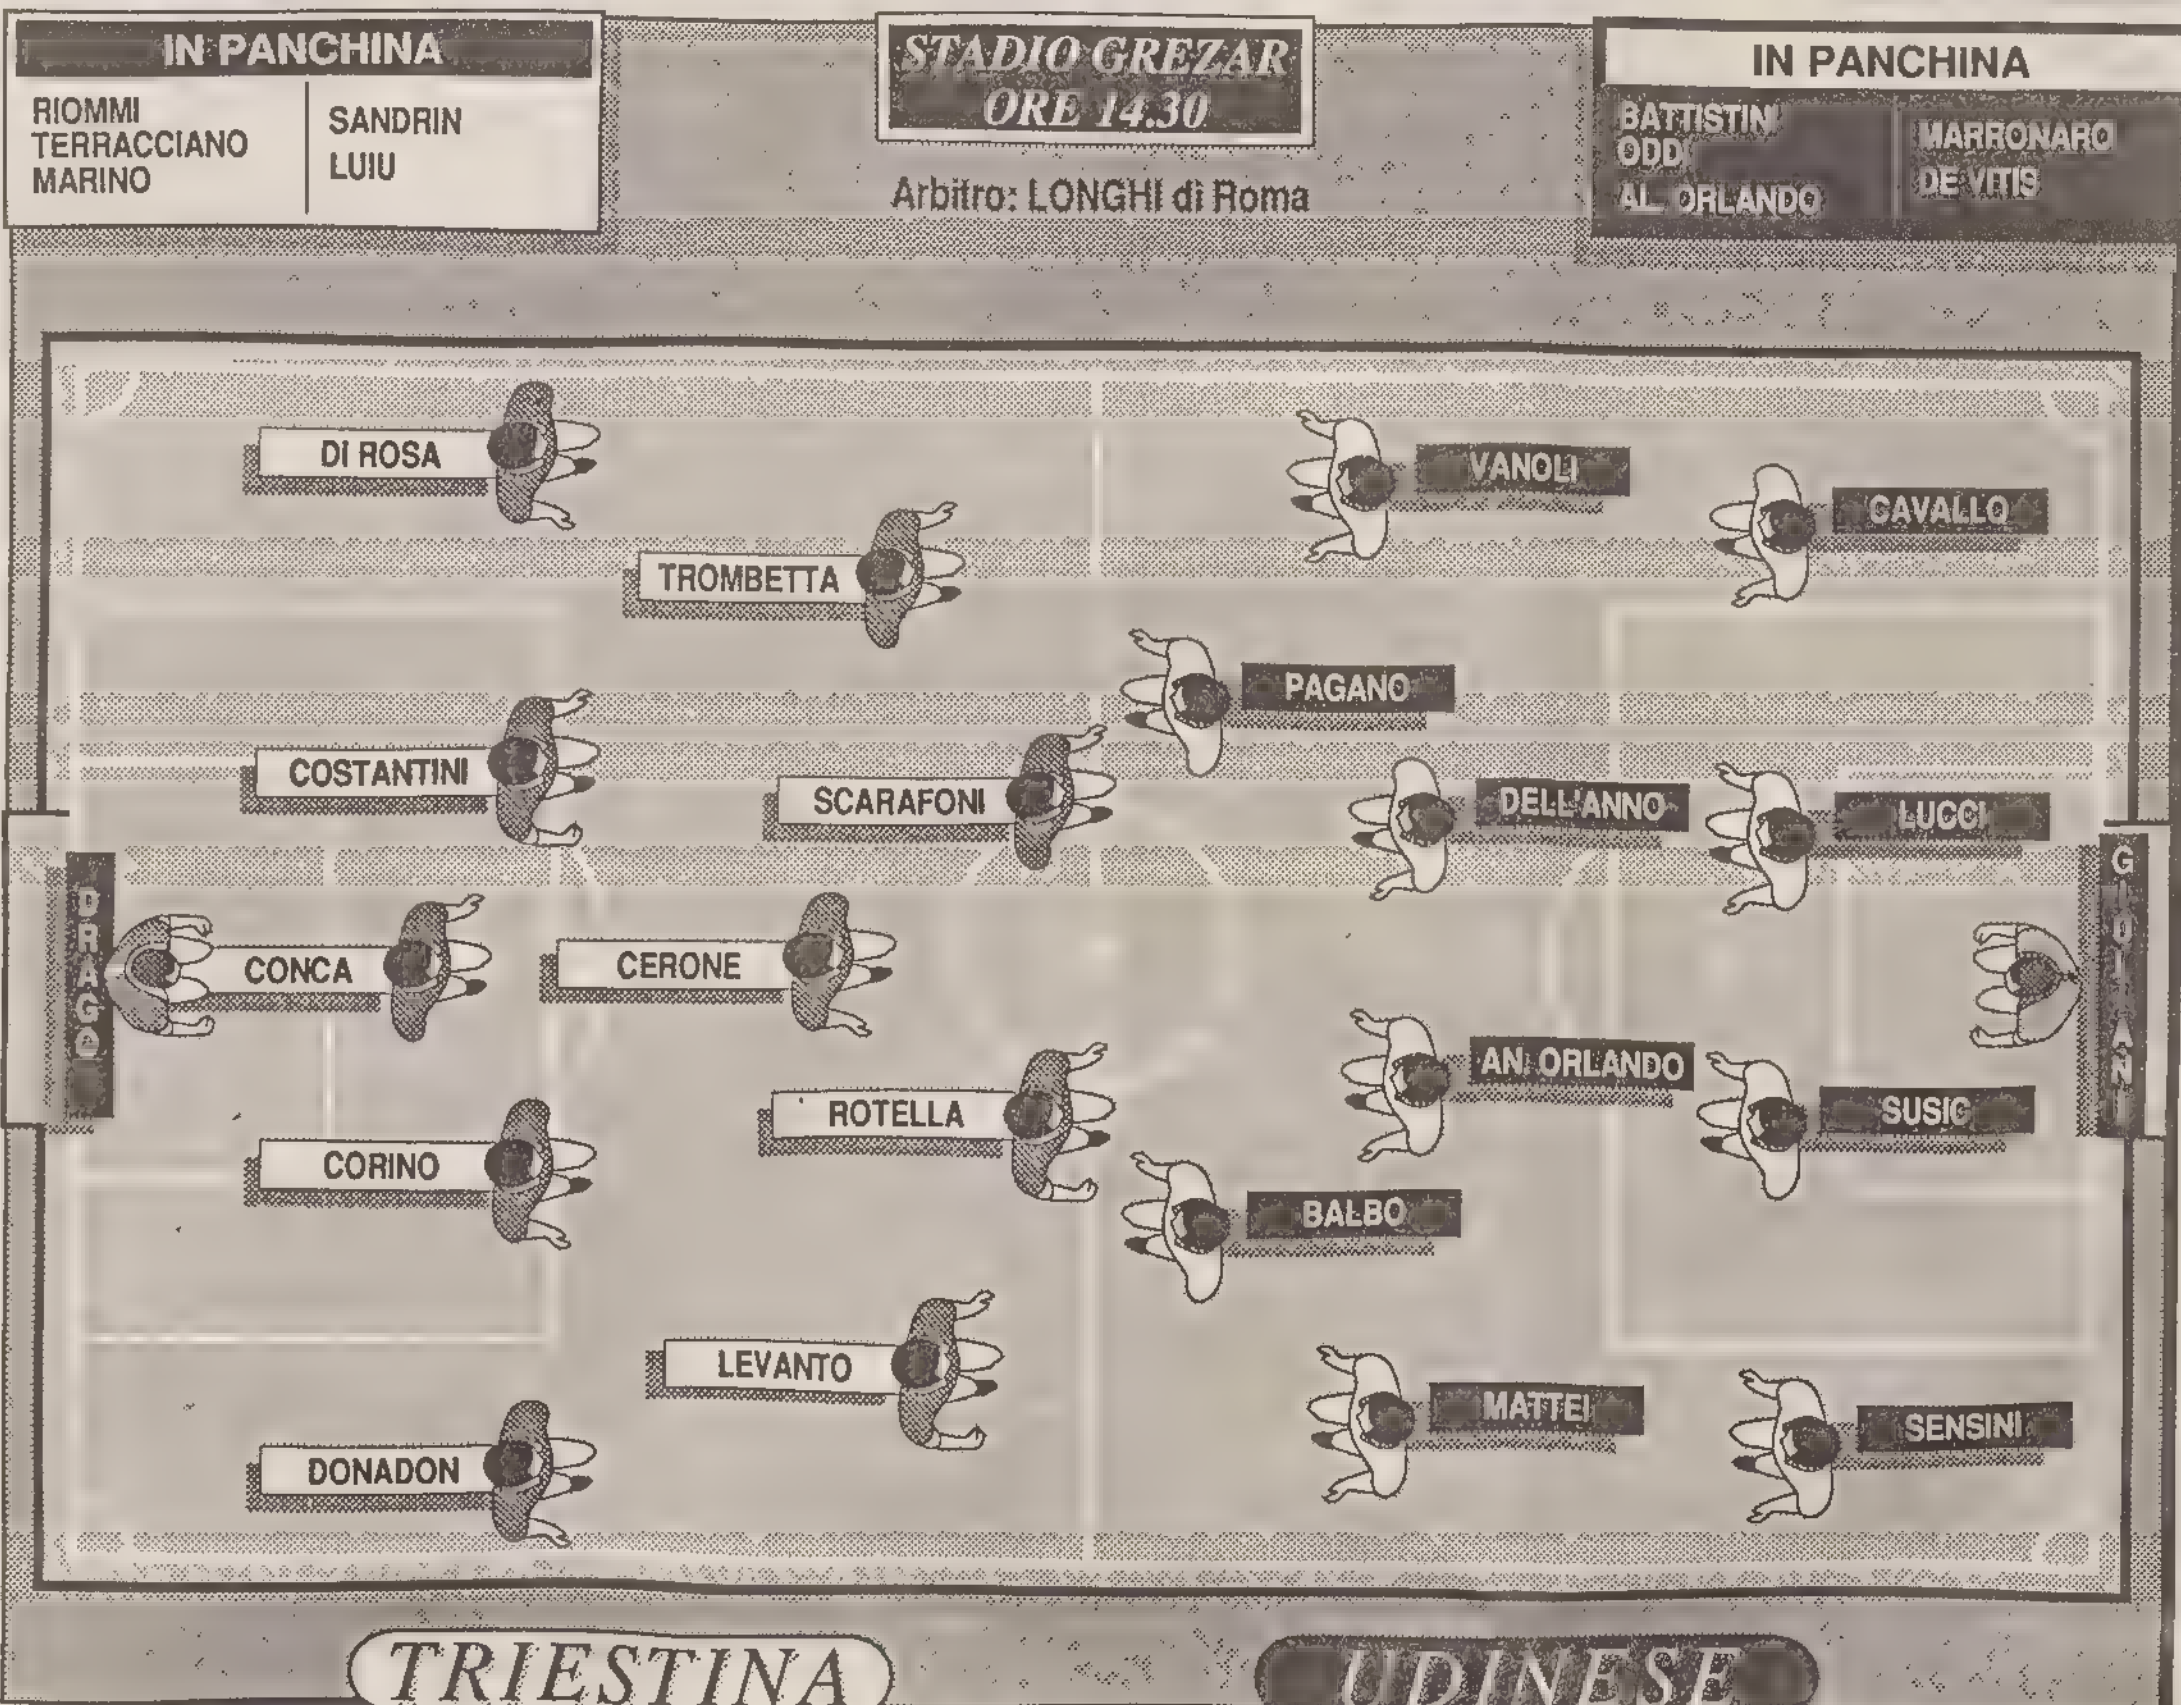 IN PANCHINA
RIOMMI
TERRACCIANO
MARINO
SANDRIN
LUIU
STADIO GREZAR
ORE 14.30
Arbitro: LONGHI di Roma
IN PANCHINA
BATTISTINI
ODDI
AL. ORLANDO
MARRONARO
DE VITIS
DI ROSA
VANOLI
CAVALLO
TROMBETTA
PAGANO
COSTANTINI
SCARAFONI
DELL'ANNO
LUCCI
DRAGO
CONCA
CERONE
GIULIANI
AN. ORLANDO
ROTELLA
SUSIC
CORINO
BALBO
LEVANTO
MATTEI
SENSINI
DONADON
TRIESTINA
UDINESE